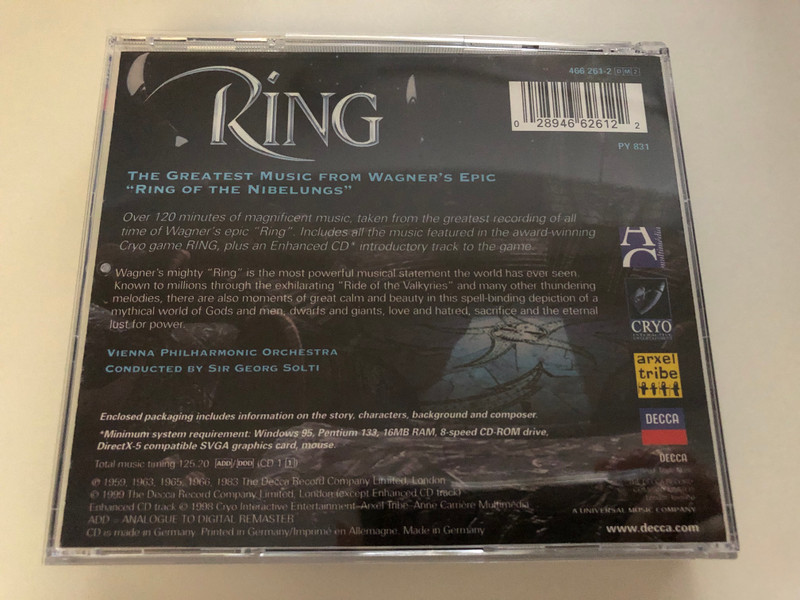 RING
466 261-2 D M 2
0 28946 62612 2
PY 831
THE GREATEST MUSIC FROM WAGNER'S EPIC
"RING OF THE NIBELUNGS"
Over 120 minutes of magnificent music, taken from the greatest recording of all
time of Wagner's epic "Ring". Includes all the music featured in the award-winning
Cryo game RING, plus an Enhanced CD* introductory track to the game.
Wagner's mighty "Ring" is the most powerful musical statement the world has ever seen.
Known to millions through the exhilarating "Ride of the Valkyries" and many other thundering
melodies, there are also moments of great calm and beauty in this spell-binding depiction of a
mythical world of Gods and men, dwarfs and giants, love and hatred, sacrifice and the eternal
lust for power.
VIENNA PHILHARMONIC ORCHESTRA
CONDUCTED BY SIR GEORG SOLTI
AC multimédia
CRYO
arxel
tribe
DECCA
DECCA
Enclosed packaging includes information on the story, characters, background and composer.
*Minimum system requirement: Windows 95, Pentium 133, 16MB RAM, 8-speed CD-ROM drive,
DirectX-5 compatible SVGA graphics card, mouse.
Total music timing 125.20 ADD/DDD (CD 1 1)
℗ 1959, 1963, 1965, 1966, 1983 The Decca Record Company Limited, London
© 1999 The Decca Record Company Limited, London (except Enhanced CD track)
Enhanced CD track © 1998 Cryo Interactive Entertainment-Arxel Tribe-Anne Carrière Multimédia
ADD = ANALOGUE TO DIGITAL REMASTER
CD is made in Germany. Printed in Germany/Imprimé en Allemagne. Made in Germany
A UNIVERSAL MUSIC COMPANY
www.decca.com